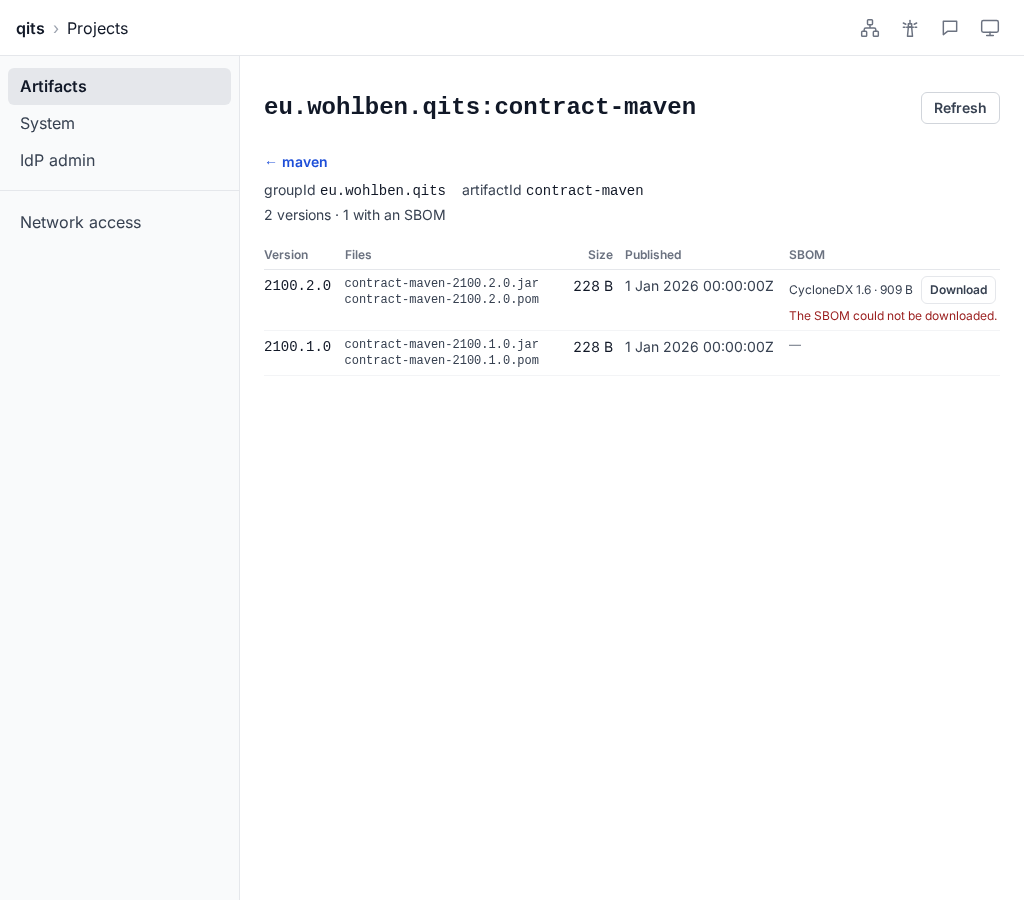 qits › Projects
Artifacts
System
IdP admin
Network access
eu.wohlben.qits:contract-maven
Refresh
← maven
groupId eu.wohlben.qits artifactId contract-maven
2 versions · 1 with an SBOM
Version Files Size Published SBOM
2100.2.0 contract-maven-2100.2.0.jar 228 B 1 Jan 2026 00:00:00Z CycloneDX 1.6 · 909 B Download
contract-maven-2100.2.0.pom
The SBOM could not be downloaded.
2100.1.0 contract-maven-2100.1.0.jar 228 B 1 Jan 2026 00:00:00Z —
contract-maven-2100.1.0.pom